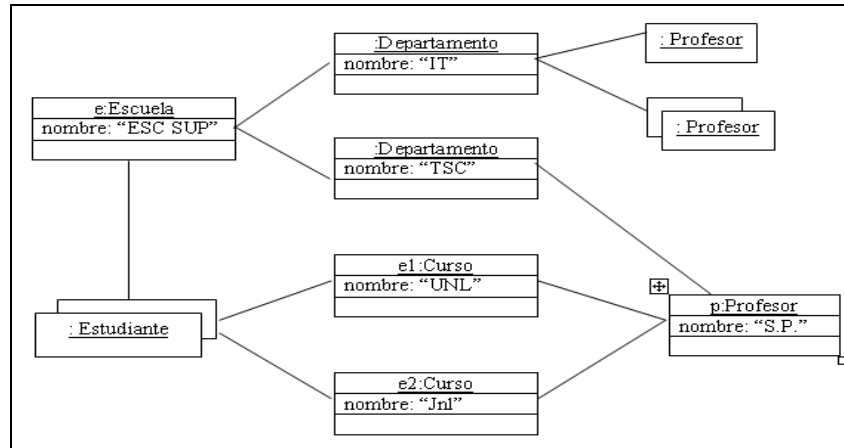 :Departamento
nombre: “IT”
: Profesor
: Profesor
e:Escuela
nombre: “ESC SUP”
:Departamento
nombre: “TSC”
e1:Curso
nombre: “UNL”
p:Profesor
nombre: “S.P.”
: Estudiante
e2:Curso
nombre: “Jnl”